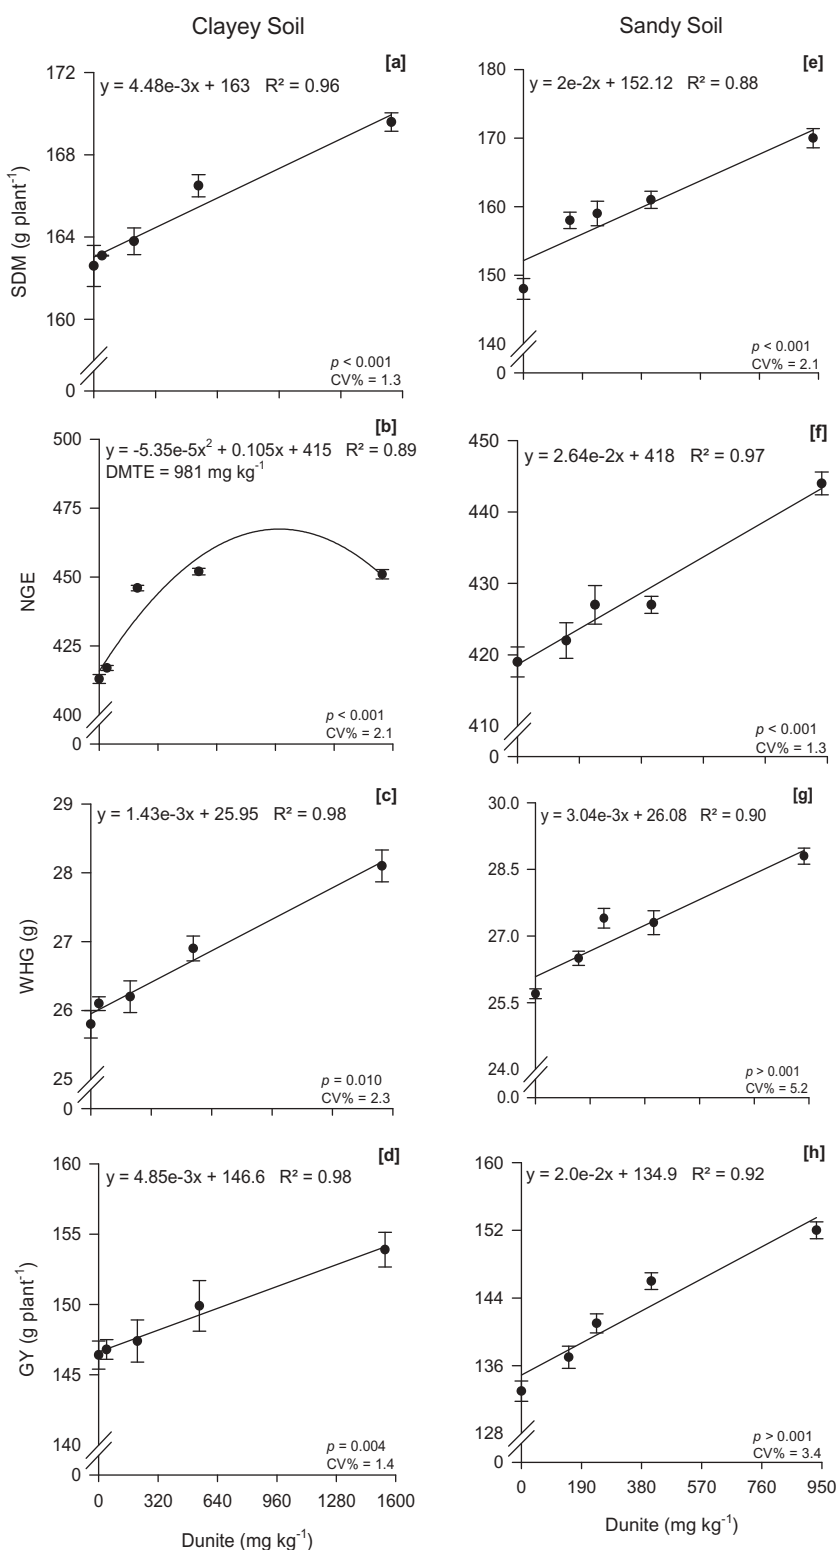 Clayey Soil
Sandy Soil
[a]
y = 4.48e-3x + 163 R² = 0.96
172
168
164
160
0
SDM (g plant⁻¹)
p < 0.001
CV% = 1.3
[e]
y = 2e-2x + 152.12 R² = 0.88
180
170
160
150
140
0
p < 0.001
CV% = 2.1
[b]
y = -5.35e-5x² + 0.105x + 415 R² = 0.89
DMTE = 981 mg kg⁻¹
500
475
450
425
400
0
NGE
p < 0.001
CV% = 2.1
[f]
y = 2.64e-2x + 418 R² = 0.97
450
440
430
420
410
0
p < 0.001
CV% = 1.3
[c]
y = 1.43e-3x + 25.95 R² = 0.98
29
28
27
26
25
0
WHG (g)
p = 0.010
CV% = 2.3
[g]
y = 3.04e-3x + 26.08 R² = 0.90
30.0
28.5
27.0
25.5
24.0
0.0
p > 0.001
CV% = 5.2
[d]
y = 4.85e-3x + 146.6 R² = 0.98
160
155
150
145
140
0
GY (g plant⁻¹)
p = 0.004
CV% = 1.4
0 320 640 960 1280 1600
Dunite (mg kg⁻¹)
[h]
y = 2.0e-2x + 134.9 R² = 0.92
160
152
144
136
128
0
p > 0.001
CV% = 3.4
0 190 380 570 760 950
Dunite (mg kg⁻¹)